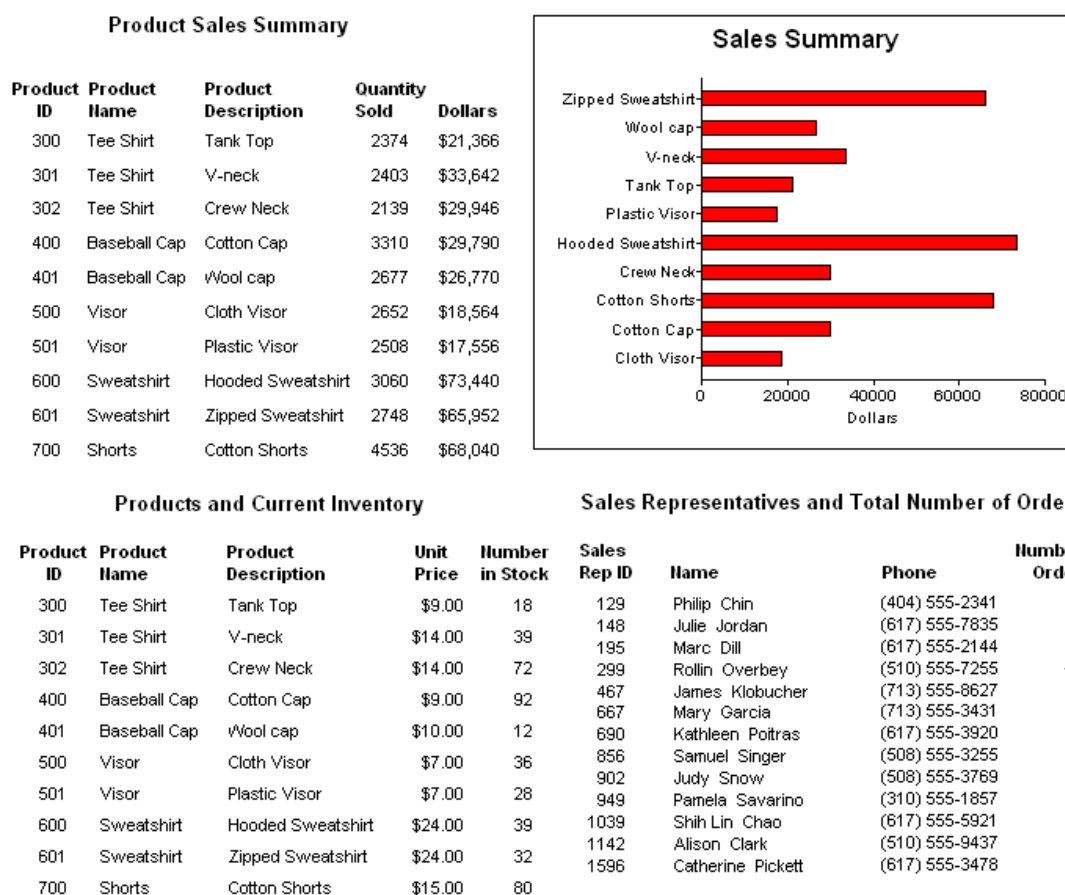 Product Sales Summary
Product Product Product Quantity
ID Name Description Sold Dollars
300 Tee Shirt Tank Top 2374 $21,366
301 Tee Shirt V-neck 2403 $33,642
302 Tee Shirt Crew Neck 2139 $29,946
400 Baseball Cap Cotton Cap 3310 $29,790
401 Baseball Cap Wool cap 2677 $26,770
500 Visor Cloth Visor 2652 $18,564
501 Visor Plastic Visor 2508 $17,556
600 Sweatshirt Hooded Sweatshirt 3060 $73,440
601 Sweatshirt Zipped Sweatshirt 2748 $65,952
700 Shorts Cotton Shorts 4536 $68,040
Sales Summary
Zipped Sweatshirt
Wool cap
V-neck
Tank Top
Plastic Visor
Hooded Sweatshirt
Crew Neck
Cotton Shorts
Cotton Cap
Cloth Visor
0 20000 40000 60000 80000
Dollars
Products and Current Inventory
Product Product Product Unit Number
ID Name Description Price in Stock
300 Tee Shirt Tank Top $9.00 18
301 Tee Shirt V-neck $14.00 39
302 Tee Shirt Crew Neck $14.00 72
400 Baseball Cap Cotton Cap $9.00 92
401 Baseball Cap Wool cap $10.00 12
500 Visor Cloth Visor $7.00 36
501 Visor Plastic Visor $7.00 28
600 Sweatshirt Hooded Sweatshirt $24.00 39
601 Sweatshirt Zipped Sweatshirt $24.00 32
700 Shorts Cotton Shorts $15.00 80
Sales Representatives and Total Number of Orde
Sales Numb
Rep ID Name Phone Ord
129 Philip Chin (404) 555-2341
148 Julie Jordan (617) 555-7835
195 Marc Dill (617) 555-2144
299 Rollin Overbey (510) 555-7255
467 James Klobucher (713) 555-8627
667 Mary Garcia (713) 555-3431
690 Kathleen Poitras (617) 555-3920
856 Samuel Singer (508) 555-3255
902 Judy Snow (508) 555-3769
949 Pamela Savarino (310) 555-1857
1039 Shih Lin Chao (617) 555-5921
1142 Alison Clark (510) 555-9437
1596 Catherine Pickett (617) 555-3478